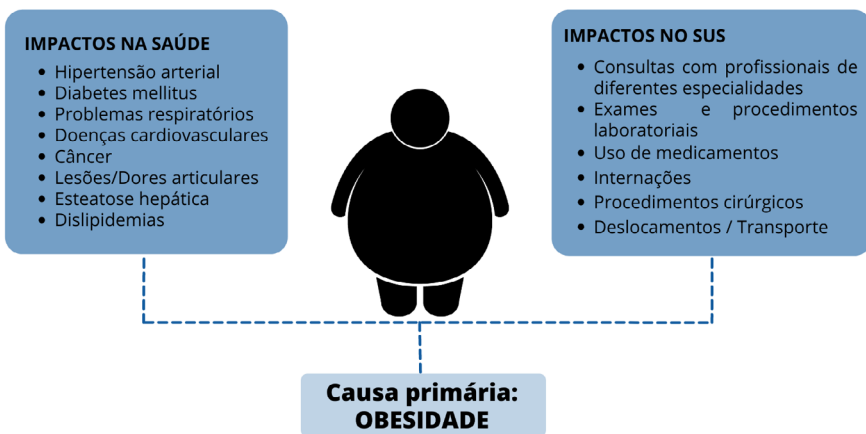 IMPACTOS NA SAÚDE
• Hipertensão arterial
• Diabetes mellitus
• Problemas respiratórios
• Doenças cardiovasculares
• Câncer
• Lesões/Dores articulares
• Esteatose hepática
• Dislipidemias
IMPACTOS NO SUS
• Consultas com profissionais de
diferentes especialidades
• Exames e procedimentos
laboratoriais
• Uso de medicamentos
• Internações
• Procedimentos cirúrgicos
• Deslocamentos / Transporte
Causa primária:
OBESIDADE